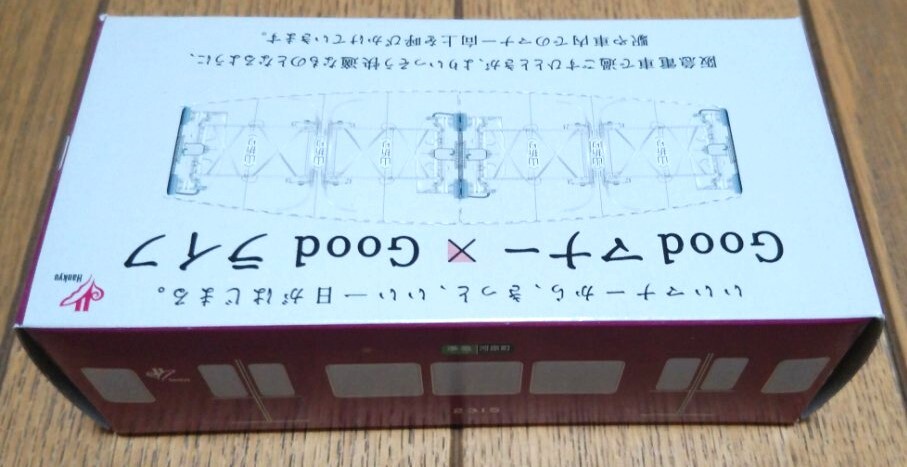 Hankyu
いいマナーから、きっと、いい一日がはじまる。
Good マナー × Good ライフ
阪急電車で過ごすひとときが、よりいっそう快適なものとなるように、
駅や車内でのマナー向上を呼びかけています。